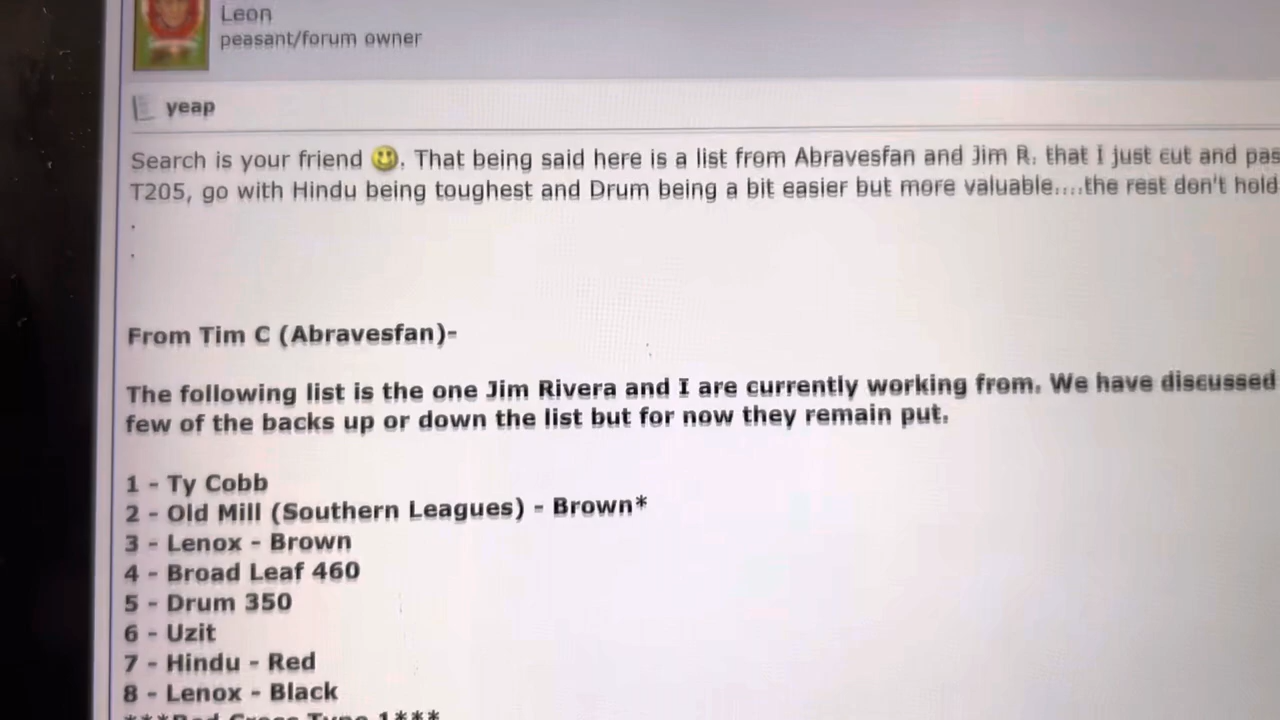 Leon
peasant/forum owner
yeap
Search is your friend . That being said here is a list from Abravesfan and Jim R. that I just cut and pas
T205, go with Hindu being toughest and Drum being a bit easier but more valuable....the rest don't hold
.
.
From Tim C (Abravesfan)-
The following list is the one Jim Rivera and I are currently working from. We have discussed
few of the backs up or down the list but for now they remain put.
1 - Ty Cobb
2 - Old Mill (Southern Leagues) - Brown*
3 - Lenox - Brown
4 - Broad Leaf 460
5 - Drum 350
6 - Uzit
7 - Hindu - Red
8 - Lenox - Black
***Red Cross Type 1***